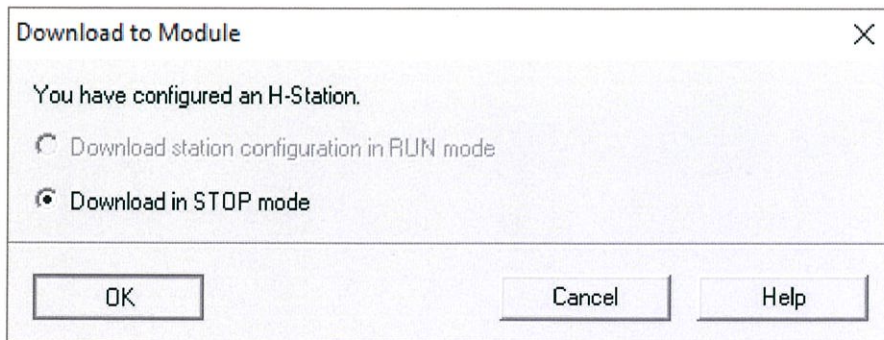 Download to Module
You have configured an H-Station.
Download station configuration in RUN mode
Download in STOP mode
OK
Cancel
Help